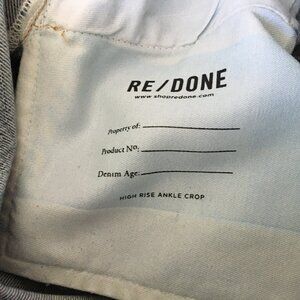 RE/DONE
www.shopredone.com
Property of:
Product No.
Denim Age:
HIGH RISE ANKLE CROP